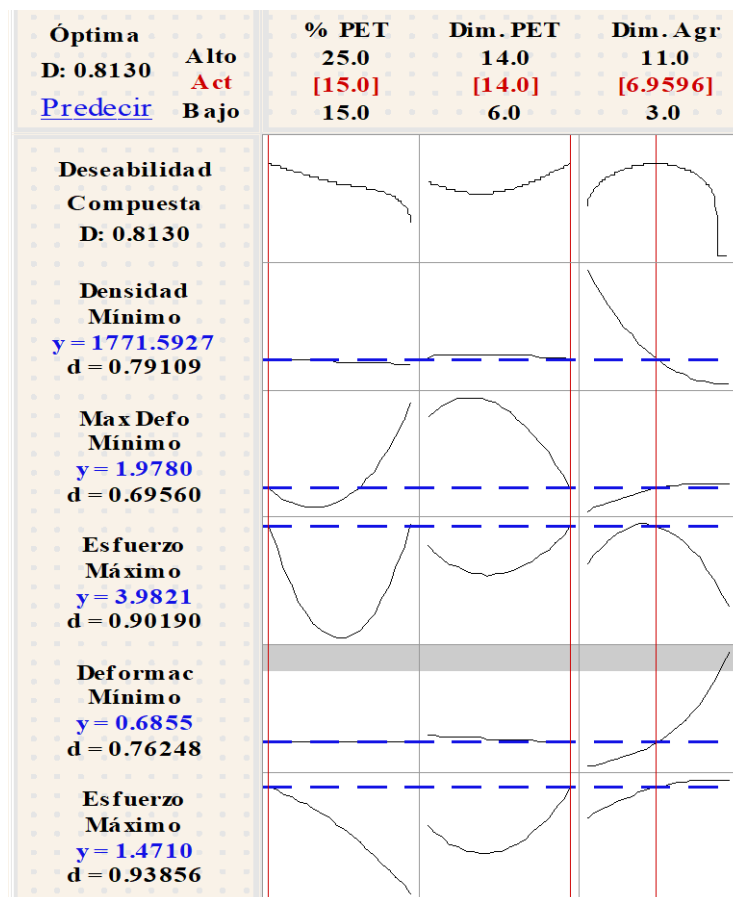 Óptima
D: 0.8130
Predecir
Alto
Act
Bajo
% PET
25.0
[15.0]
15.0
Dim. PET
14.0
[14.0]
6.0
Dim. Agr
11.0
[6.9596]
3.0
Deseabilidad
Compuesta
D: 0.8130
Densidad
Mínimo
y = 1771.5927
d = 0.79109
Max Defo
Mínimo
y = 1.9780
d = 0.69560
Esfuerzo
Máximo
y = 3.9821
d = 0.90190
Deformac
Mínimo
y = 0.6855
d = 0.76248
Esfuerzo
Máximo
y = 1.4710
d = 0.93856